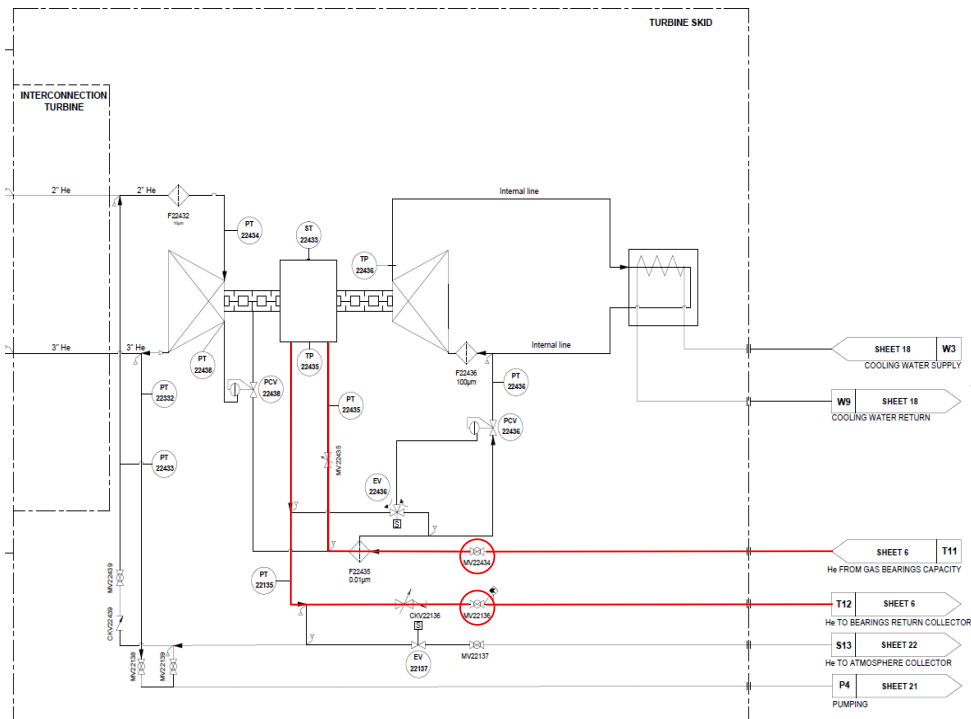 TURBINE SKID
INTERCONNECTION
TURBINE
2" He
2" He
F22432
10µm
PT
22434
ST
22433
TP
22436
Internal line
3" He
3" He
PT
22438
PCV
22438
TP
22435
PT
22435
Internal line
F22436
100µm
PT
22436
SHEET 18
W3
COOLING WATER SUPPLY
W9
SHEET 18
COOLING WATER RETURN
PT
22332
PCV
22436
PT
22433
MV22435
EV
22436
S
SHEET 6
T11
He FROM GAS BEARINGS CAPACITY
MV22434
F22435
0.01µm
PT
22135
MV22439
T12
SHEET 6
He TO BEARINGS RETURN COLLECTOR
CKV22136
MV22136
CKV22439
S
S13
SHEET 22
He TO ATMOSPHERE COLLECTOR
MV22137
EV
22137
MV22138
MV22139
P4
SHEET 21
PUMPING